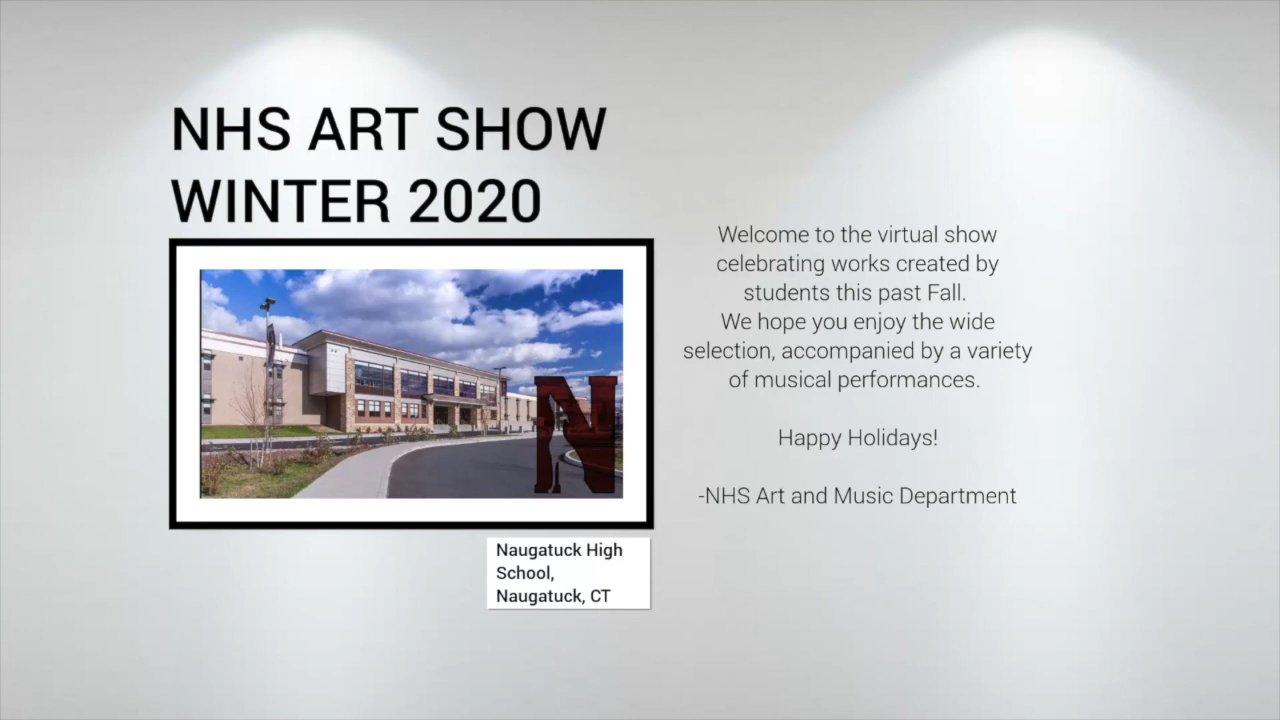 NHS ART SHOW
WINTER 2020
Welcome to the virtual show
celebrating works created by
students this past Fall.
We hope you enjoy the wide
selection, accompanied by a variety
of musical performances.
Happy Holidays!
-NHS Art and Music Department
N
Naugatuck High
School,
Naugatuck, CT